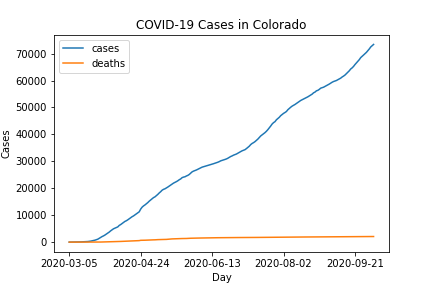 COVID-19 Cases in Colorado
cases
deaths
70000
60000
50000
40000
30000
20000
10000
0
Cases
2020-03-05 2020-04-24 2020-06-13 2020-08-02 2020-09-21
Day